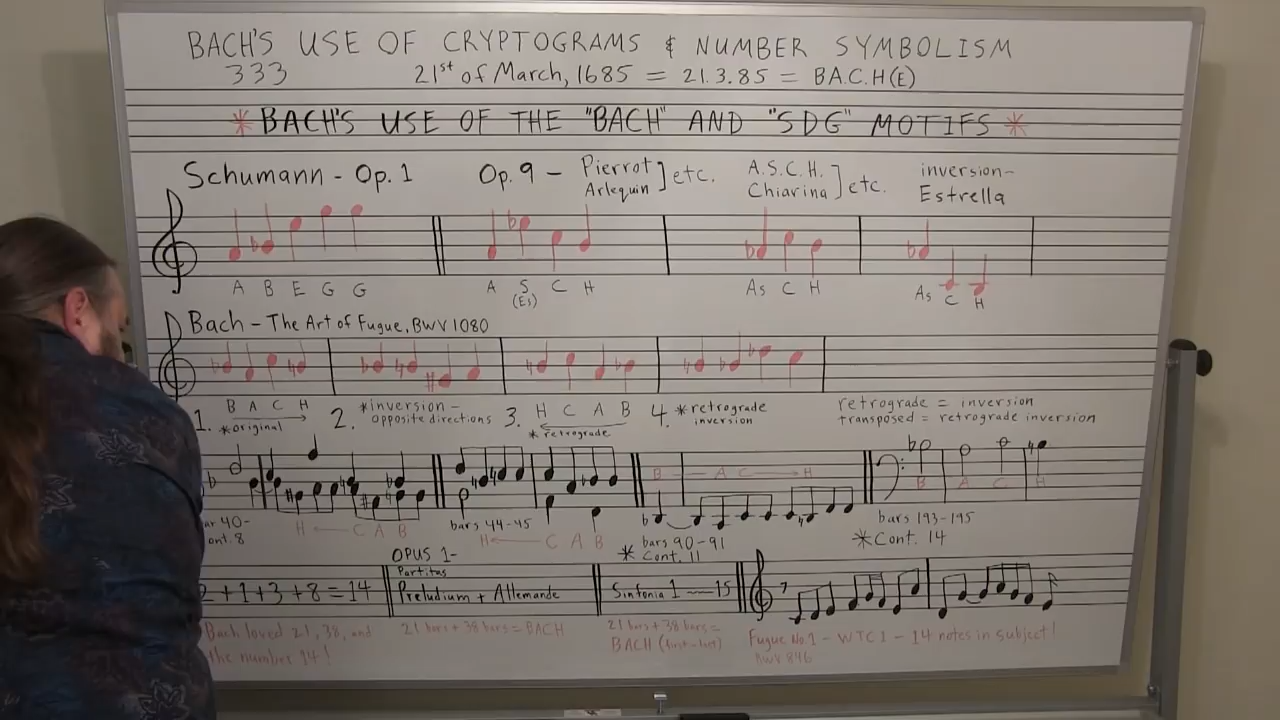 BACH'S USE OF CRYPTOGRAMS & NUMBER SYMBOLISM
333 21st of March, 1685 = 21.3.85 = B.A.C.H(E)
*BACH'S USE OF THE "BACH" AND "SDG" MOTIFS*
Schumann - Op. 1 Op. 9 - Pierrot Arlequin ] etc. A.S.C.H. Chiarina ] etc. inversion- Estrella
A B E G G A S (Es) C H As C H As C H
Bach - The Art of Fugue, BWV 1080
1. B A C H *original 2. *inversion - opposite directions 3. H C A B *retrograde 4. *retrograde inversion
retrograde = inversion
transposed = retrograde inversion
B A C H B A C H
ar 40-
ont. 8
H C A B
bars 44-45
H C A B
bars 90-91
* Cont. 11
bars 193-195
*Cont. 14
OPUS 1-
Partitas
2+1+3+8=14 Preludium + Allemande Sinfonia 1 — 15
Bach loved 21, 38, and
the number 14!
21 bars + 38 bars = BACH
21 bars + 38 bars =
BACH (first-last)
Fugue No. 1 - WTC 1 - 14 notes in subject!
BWV 846